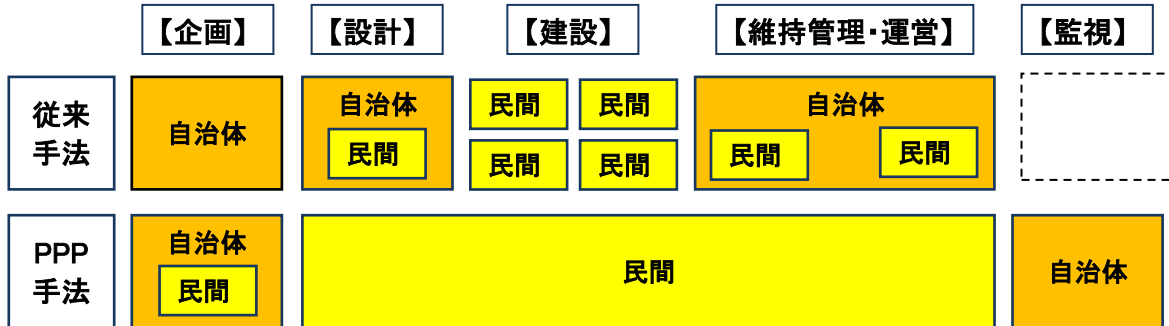 【企画】
【設計】
【建設】
【維持管理・運営】
【監視】
従来
手法
自治体
自治体
民間
民間
民間
民間
民間
自治体
民間
民間
PPP
手法
自治体
民間
民間
自治体